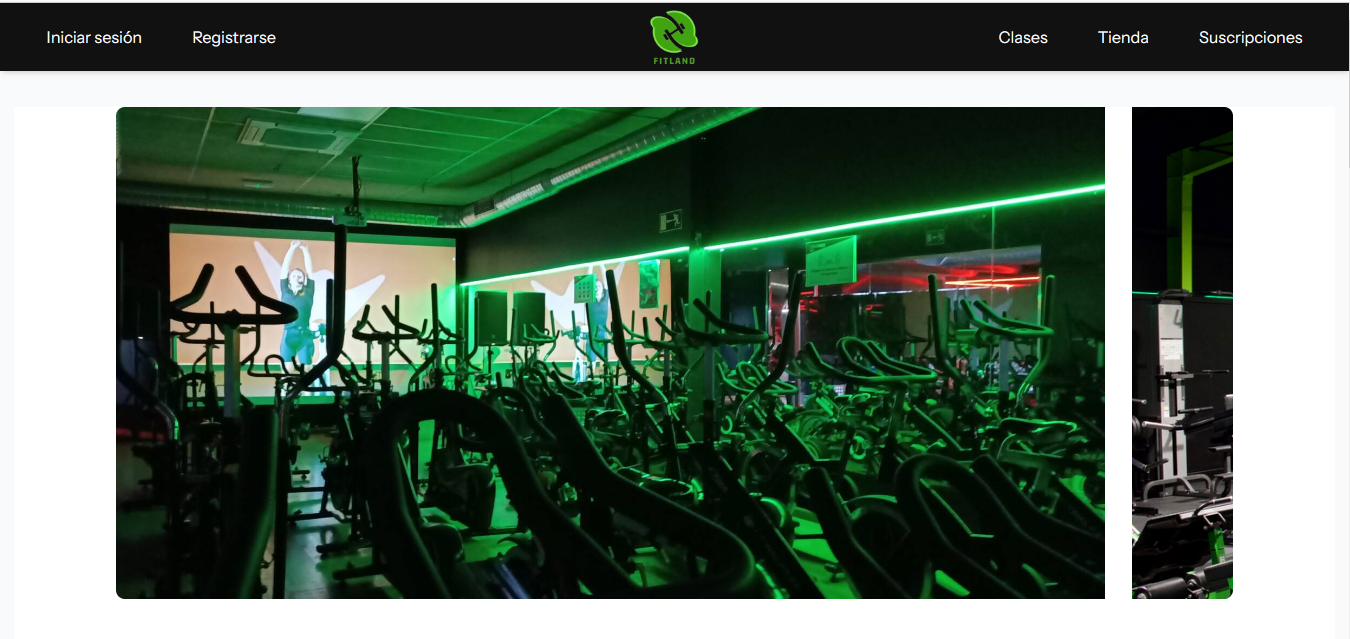 Iniciar sesión
Registrarse
FITLAND
Clases
Tienda
Suscripciones